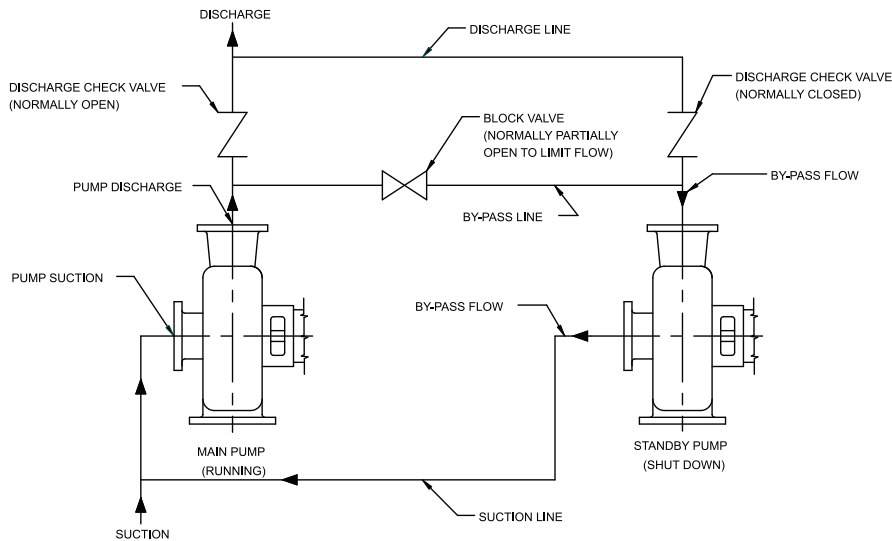 DISCHARGE
DISCHARGE LINE
DISCHARGE CHECK VALVE
(NORMALLY OPEN)
DISCHARGE CHECK VALVE
(NORMALLY CLOSED)
BLOCK VALVE
(NORMALLY PARTIALLY
OPEN TO LIMIT FLOW)
PUMP DISCHARGE
BY-PASS FLOW
BY-PASS LINE
PUMP SUCTION
BY-PASS FLOW
MAIN PUMP
(RUNNING)
STANDBY PUMP
(SHUT DOWN)
SUCTION
SUCTION LINE